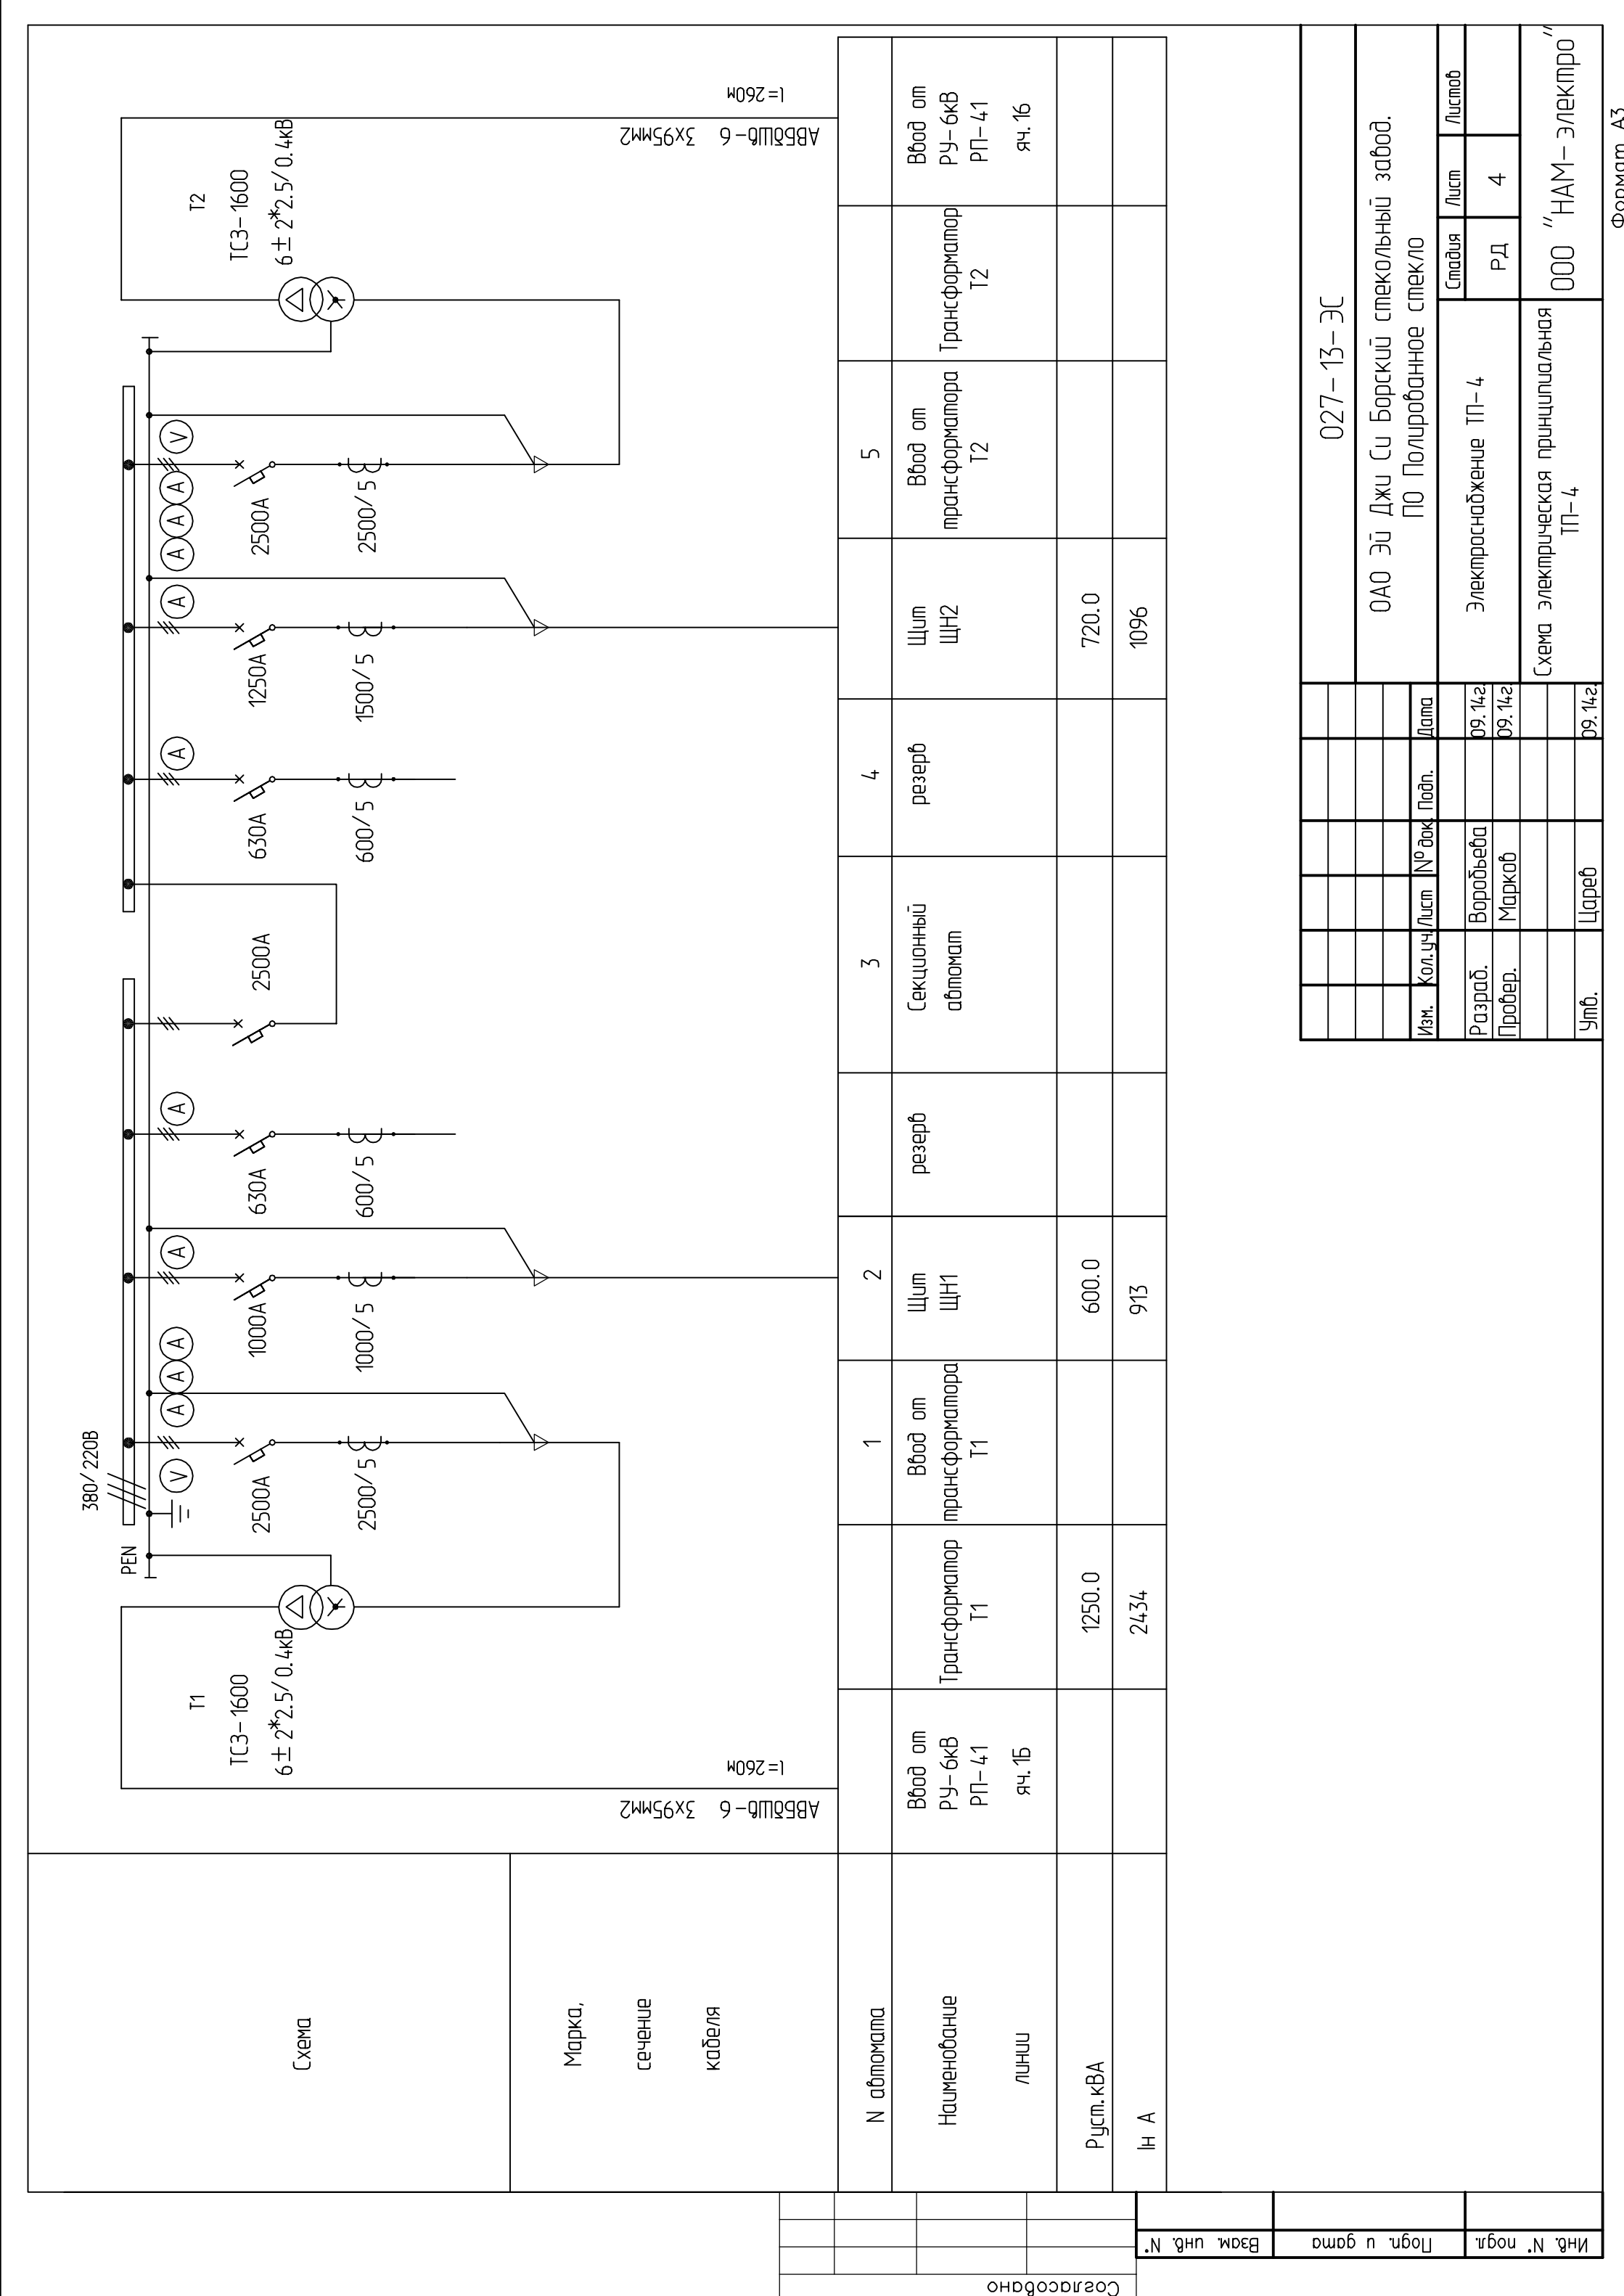 380/220В
PEN
Т1
ТСЗ-1600
6±2*2.5/0.4кВ
АВБбШв-6 3х95мм2
l=260м
V
А
А
А
2500А
2500/5
А
1000А
1000/5
А
630А
600/5
2500А
А
630А
600/5
А
1250А
1500/5
А
А
А
V
2500А
2500/5
Т2
ТСЗ-1600
6±2*2.5/0.4кВ
АВБбШв-6 3х95мм2
l=260м
Схема
Марка,
сечение
кабеля
N автомата
1
2
3
4
5
Наименование
линии
Ввод от
РУ-6кВ
РП-41
яч.1Б
Трансформатор
Т1
Ввод от
трансформатора
Т1
Щит
ЩН1
резерв
Секционный
автомат
резерв
Щит
ЩН2
Ввод от
трансформатора
Т2
Трансформатор
Т2
Ввод от
РУ-6кВ
РП-41
яч.16
Руст.кВА
1250.0
600.0
720.0
Iн А
2434
913
1096
027-13-ЭС
ОАО Эй Джи Си Борский стекольный завод.
ПО Полированное стекло
Изм.
Кол.уч.
Лист
№док.
Подп.
Дата
Разраб.
Воробьева
09.14г.
Провер.
Марков
09.14г.
Утв.
Царев
09.14г.
Электроснабжение ТП-4
Стадия
Лист
Листов
РД
4
Схема электрическая принципиальная
ТП-4
ООО "НАМ-электро"
Формат А3
Согласовано
Взам. инв. N°
Подп. и дата
Инв. N° подл.